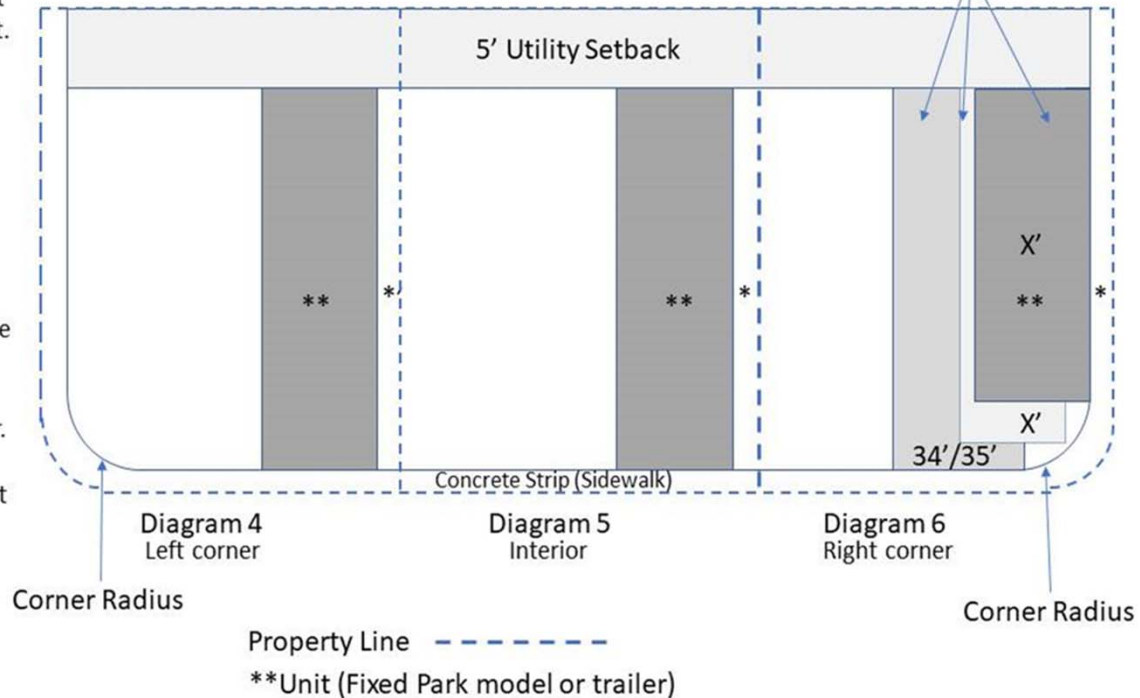 t.
5’ Utility Setback
X’
** *’ ** * ** *
e
X’
r.
34’/35’
Concrete Strip (Sidewalk)
t
Diagram 4 Diagram 5 Diagram 6
Left corner Interior Right corner
Corner Radius
Corner Radius
Property Line
**Unit (Fixed Park model or trailer)